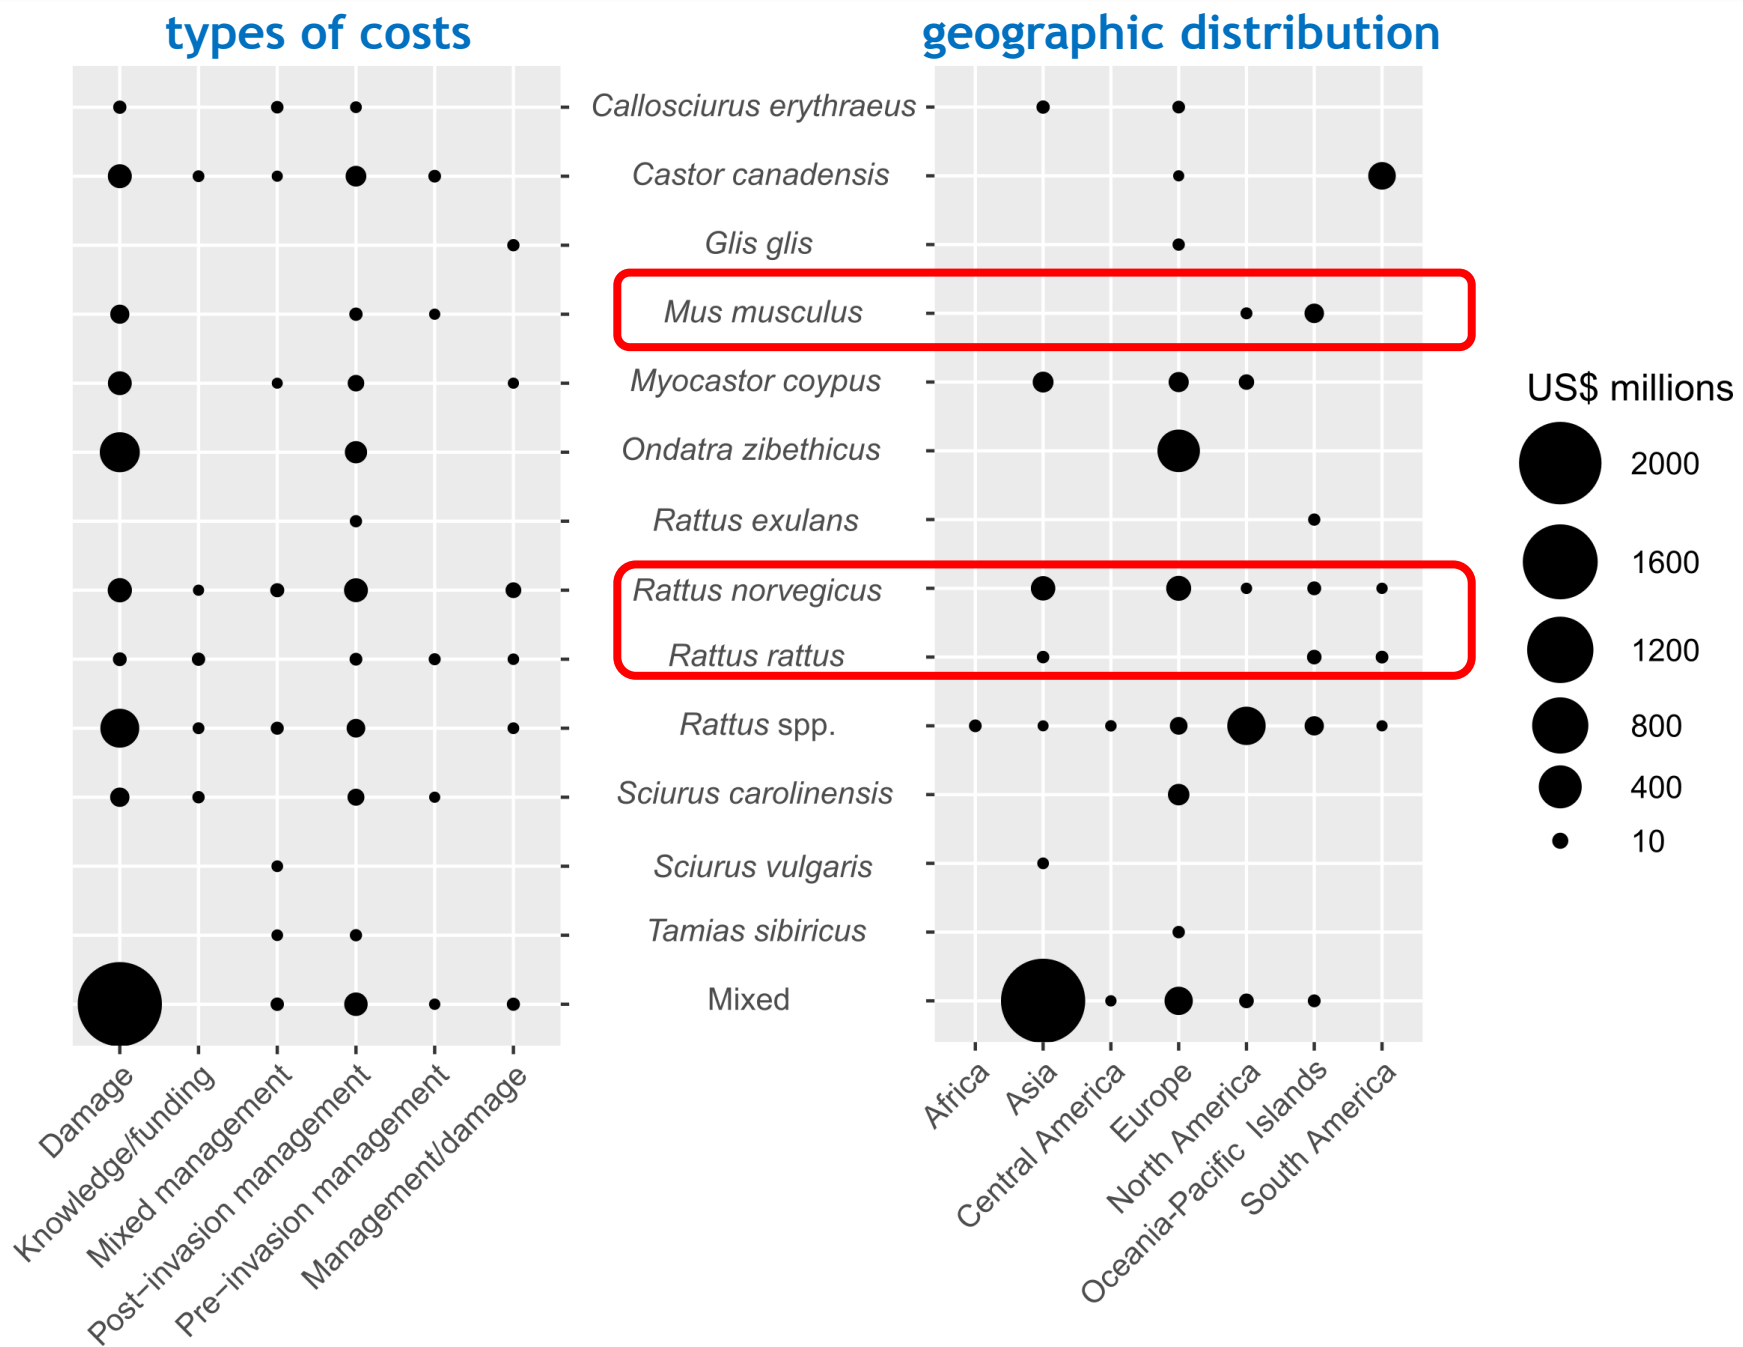 types of costs
geographic distribution
Callosciurus erythraeus
Castor canadensis
Glis glis
Mus musculus
Myocastor coypus
Ondatra zibethicus
Rattus exulans
Rattus norvegicus
Rattus rattus
Rattus spp.
Sciurus carolinensis
Sciurus vulgaris
Tamias sibiricus
Mixed
US$ millions
2000
1600
1200
800
400
10
Damage
Knowledge/funding
Mixed management
Post−invasion management
Pre−invasion management
Management/damage
Africa
Asia
Central America
Europe
North America
Oceania-Pacific Islands
South America